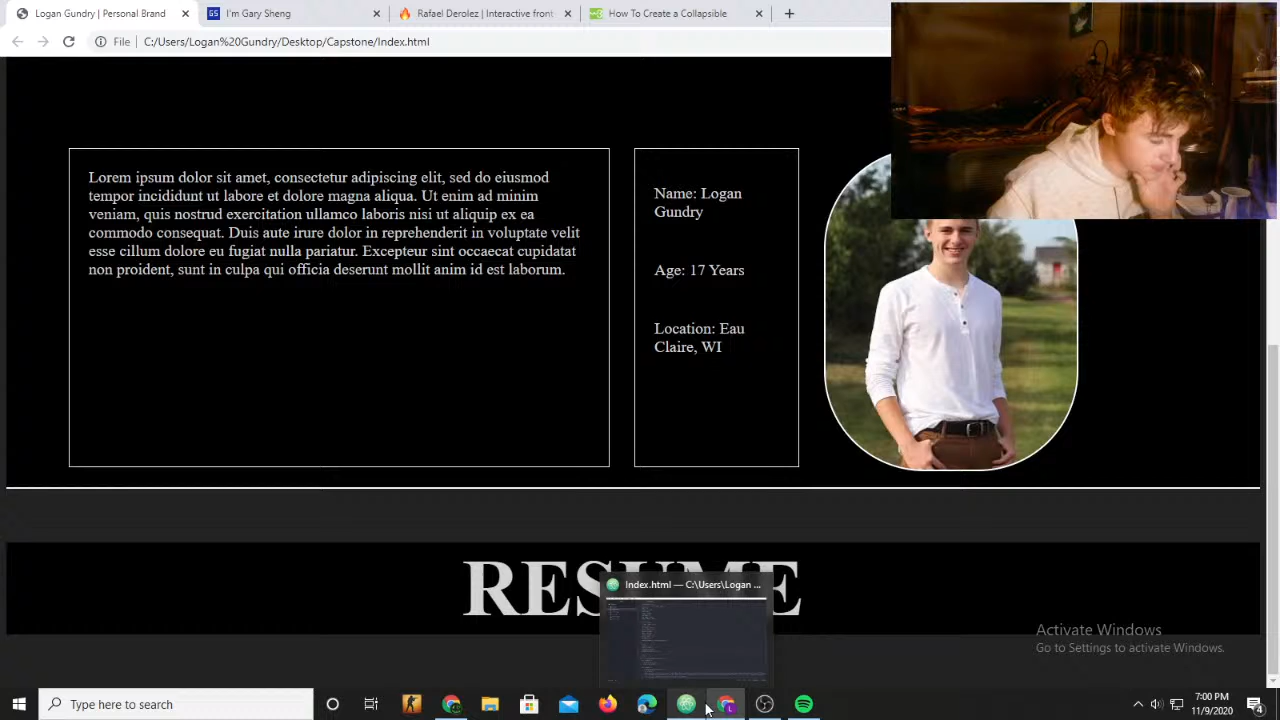 Logan Gundry | Personal Brand
I'm Gary Sheng
Rafael Derolez | Interactive front
How To Create a Collapsible
File
C:/Users/Logan%20Gundry/Desktop/Capstone/Index.html
Lorem ipsum dolor sit amet, consectetur adipiscing elit, sed do eiusmod
tempor incididunt ut labore et dolore magna aliqua. Ut enim ad minim
veniam, quis nostrud exercitation ullamco laboris nisi ut aliquip ex ea
commodo consequat. Duis aute irure dolor in reprehenderit in voluptate velit
esse cillum dolore eu fugiat nulla pariatur. Excepteur sint occaecat cupidatat
non proident, sunt in culpa qui officia deserunt mollit anim id est laborum.
Name: Logan
Gundry
Age: 17 Years
Location: Eau
Claire, WI
RESUME
Index.html — C:\Users\Logan ...
Activate Windows
Go to Settings to activate Windows.
Type here to search
7:00 PM
11/9/2020
4